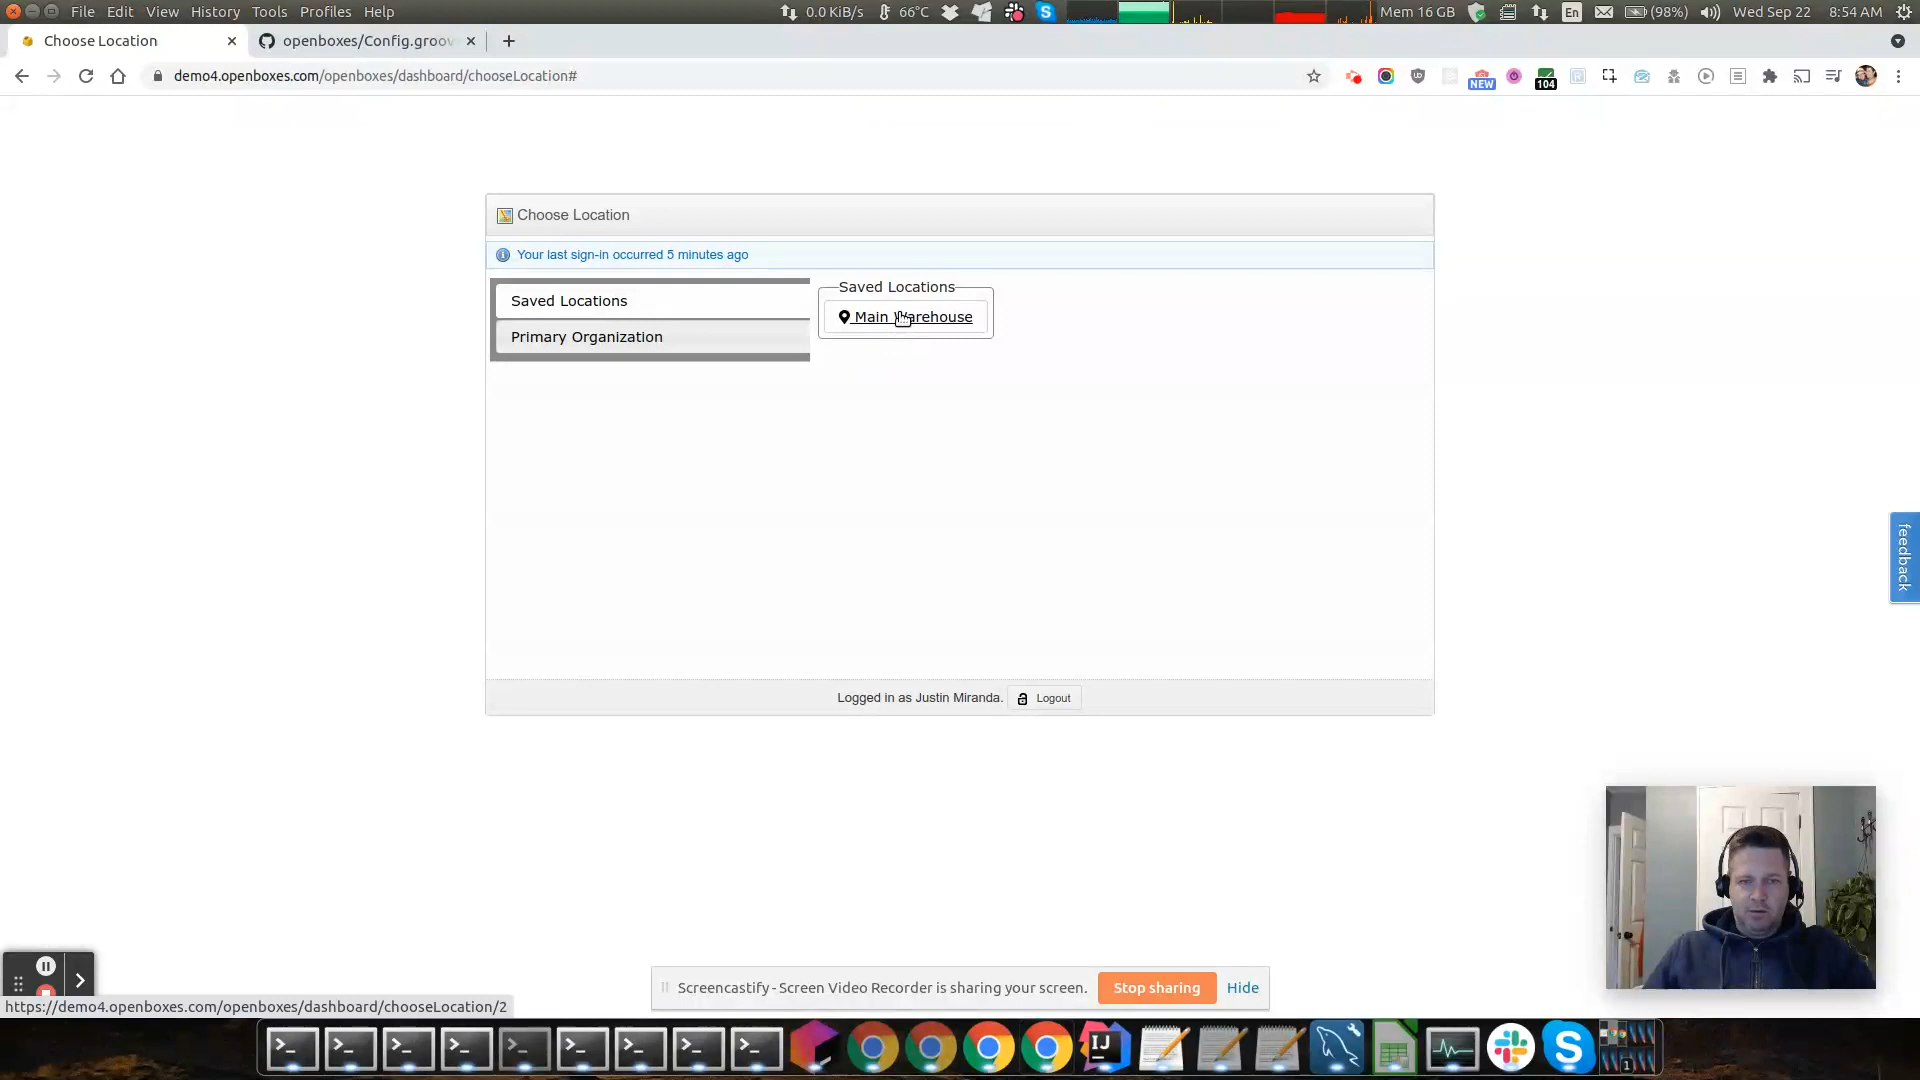 File Edit View History Tools Profiles Help
0.0 KiB/s 66°C Mem 16 GB En (98%) Wed Sep 22 8:54 AM
Choose Location
openboxes/Config.groov
demo4.openboxes.com/openboxes/dashboard/chooseLocation#
NEW
104
Choose Location
Your last sign-in occurred 5 minutes ago
Saved Locations
Primary Organization
Saved Locations
Main Warehouse
feedback
Logged in as Justin Miranda. Logout
Screencastify - Screen Video Recorder is sharing your screen. Stop sharing Hide
https://demo4.openboxes.com/openboxes/dashboard/chooseLocation/2
IJ
1